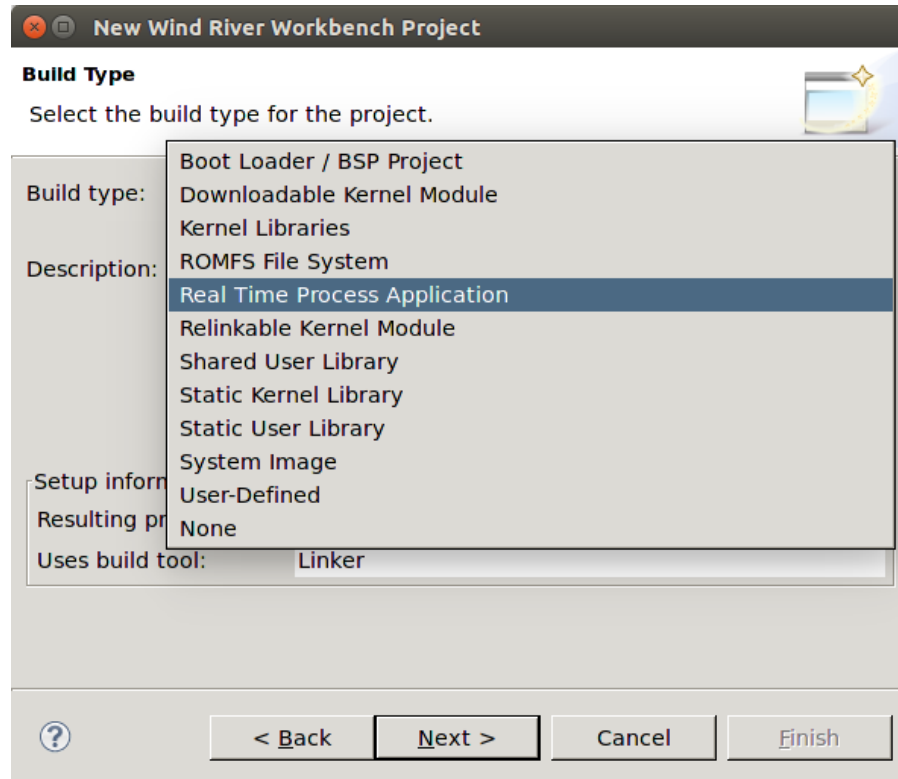 New Wind River Workbench Project
Build Type
Select the build type for the project.
Build type:
Boot Loader / BSP Project
Downloadable Kernel Module
Kernel Libraries
Description:
ROMFS File System
Real Time Process Application
Relinkable Kernel Module
Shared User Library
Static Kernel Library
Static User Library
System Image
User-Defined
None
Setup inform
Resulting pr
Uses build tool: Linker
? < Back Next > Cancel Finish